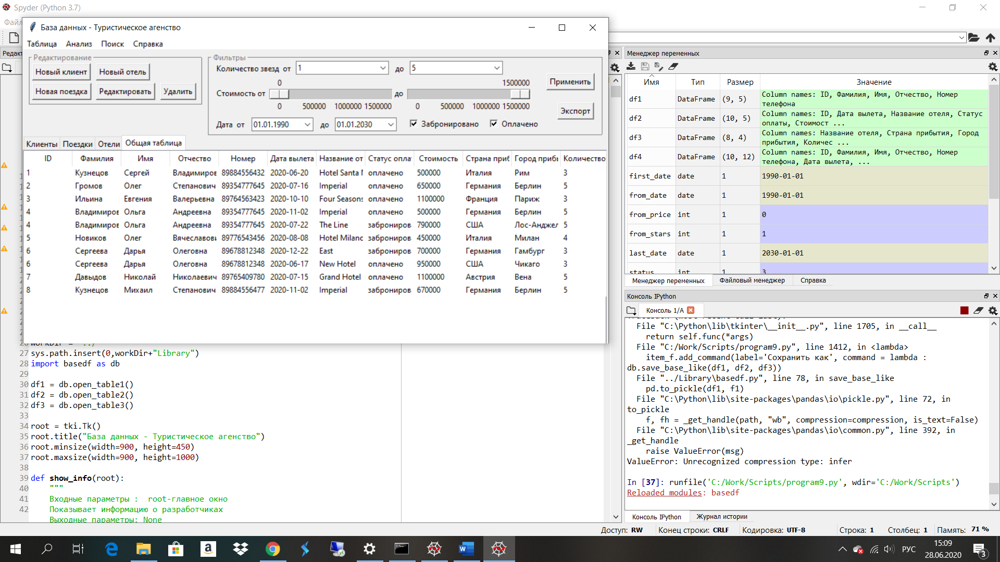 Spyder (Python 3.7)
База данных - Туристическое агенство
Таблица Анализ Поиск Справка
Редактирование
Новый клиент Новый отель
Новая поездка Редактировать Удалить
Фильтры
Количество звезд от 1 до 5
0 1500000
Стоимость от до
0 500000 1000000 1500000 0 500000 1000000 1500000
Дата от 01.01.1990 до 01.01.2030 Забронировано Оплачено
Применить
Экспорт
Клиенты Поездки Отели Общая таблица
ID Фамилия Имя Отчество Номер Дата вылета Название от Статус опла Стоимость Страна приб Город прибы Количество
1 Кузнецов Сергей Владимиров 89884556432 2020-06-20 Hotel Santa оплачено 500000 Италия Рим 3
2 Громов Олег Степанович 89354777645 2020-07-16 Imperial оплачено 650000 Германия Берлин 5
3 Ильина Евгения Валерьевна 89764563423 2020-10-10 Four Seasons оплачено 1100000 Франция Париж 3
4 Владимиров Ольга Андреевна 89354777645 2020-11-02 Imperial оплачено 500000 Германия Берлин 5
4 Владимиров Ольга Андреевна 89354777645 2020-07-22 The Line заброниров 790000 США Лос-Анджел 5
5 Новиков Олег Вячеславови 89776543456 2020-08-08 Hotel Milano заброниров 450000 Италия Милан 4
6 Сергеева Дарья Олеговна 89678812348 2020-12-22 East заброниров 700000 Германия Гамбург 3
6 Сергеева Дарья Олеговна 89678812348 2020-06-17 New Hotel оплачено 950000 США Чикаго 3
7 Давыдов Николай Николаевич 89765409780 2020-07-15 Grand Hotel оплачено 1100000 Австрия Вена 5
8 Кузнецов Михаил Степанович 89884556477 2020-11-02 Imperial заброниров 670000 Германия Берлин 5
27 sys.path.insert(0,workDir+"Library")
28 import basedf as db
29
30 df1 = db.open_table1()
31 df2 = db.open_table2()
32 df3 = db.open_table3()
33
34 root = tki.Tk()
35 root.title("База данных - Туристическое агенство")
36 root.minsize(width=900, height=450)
37 root.maxsize(width=900, height=1000)
38
39 def show_info(root):
40 """
41 Входные параметры : root-главное окно
42 Показывает информацию о разработчиках
Выходные параметры: None
Менеджер переменных
Имя Тип Размер Значение
df1 DataFrame (9, 5) Column names: ID, Фамилия, Имя, Отчество, Номер
телефона
df2 DataFrame (10, 5) Column names: ID, Дата вылета, Название отеля, Статус
оплаты, Стоимост ...
df3 DataFrame (8, 4) Column names: Название отеля, Страна прибытия, Город
прибытия, Количес ...
df4 DataFrame (10, 12) Column names: ID, Фамилия, Имя, Отчество, Номер
телефона, Дата вылета, ...
first_date date 1 1990-01-01
from_date date 1 1990-01-01
from_price int 1 0
from_stars int 1 1
last_date date 1 2030-01-01
status int 1 3
Менеджер переменных Файловый менеджер Справка
Консоль IPython
Консоль 1/A
File "C:\Python\lib\tkinter\__init__.py", line 1705, in __call__
return self.func(*args)
File "C:/Work/Scripts/program9.py", line 1412, in <lambda>
item_f.add_command(label='Сохранить как', command = lambda :
db.save_base_like(df1, df2, df3))
File "../Library\basedf.py", line 78, in save_base_like
pd.to_pickle(df1, f1)
File "C:\Python\lib\site-packages\pandas\io\pickle.py", line 72, in
to_pickle
f, fh = _get_handle(path, "wb", compression=compression, is_text=False)
File "C:\Python\lib\site-packages\pandas\io\common.py", line 392, in
_get_handle
raise ValueError(msg)
ValueError: Unrecognized compression type: infer
In [37]: runfile('C:/Work/Scripts/program9.py', wdir='C:/Work/Scripts')
Reloaded modules: basedf
Консоль IPython Журнал истории
Доступ: RW Конец строки: CRLF Кодировка: UTF-8 Строка: 1 Столбец: 1 Память: 71 %
РУС
15:09
28.06.2020
3